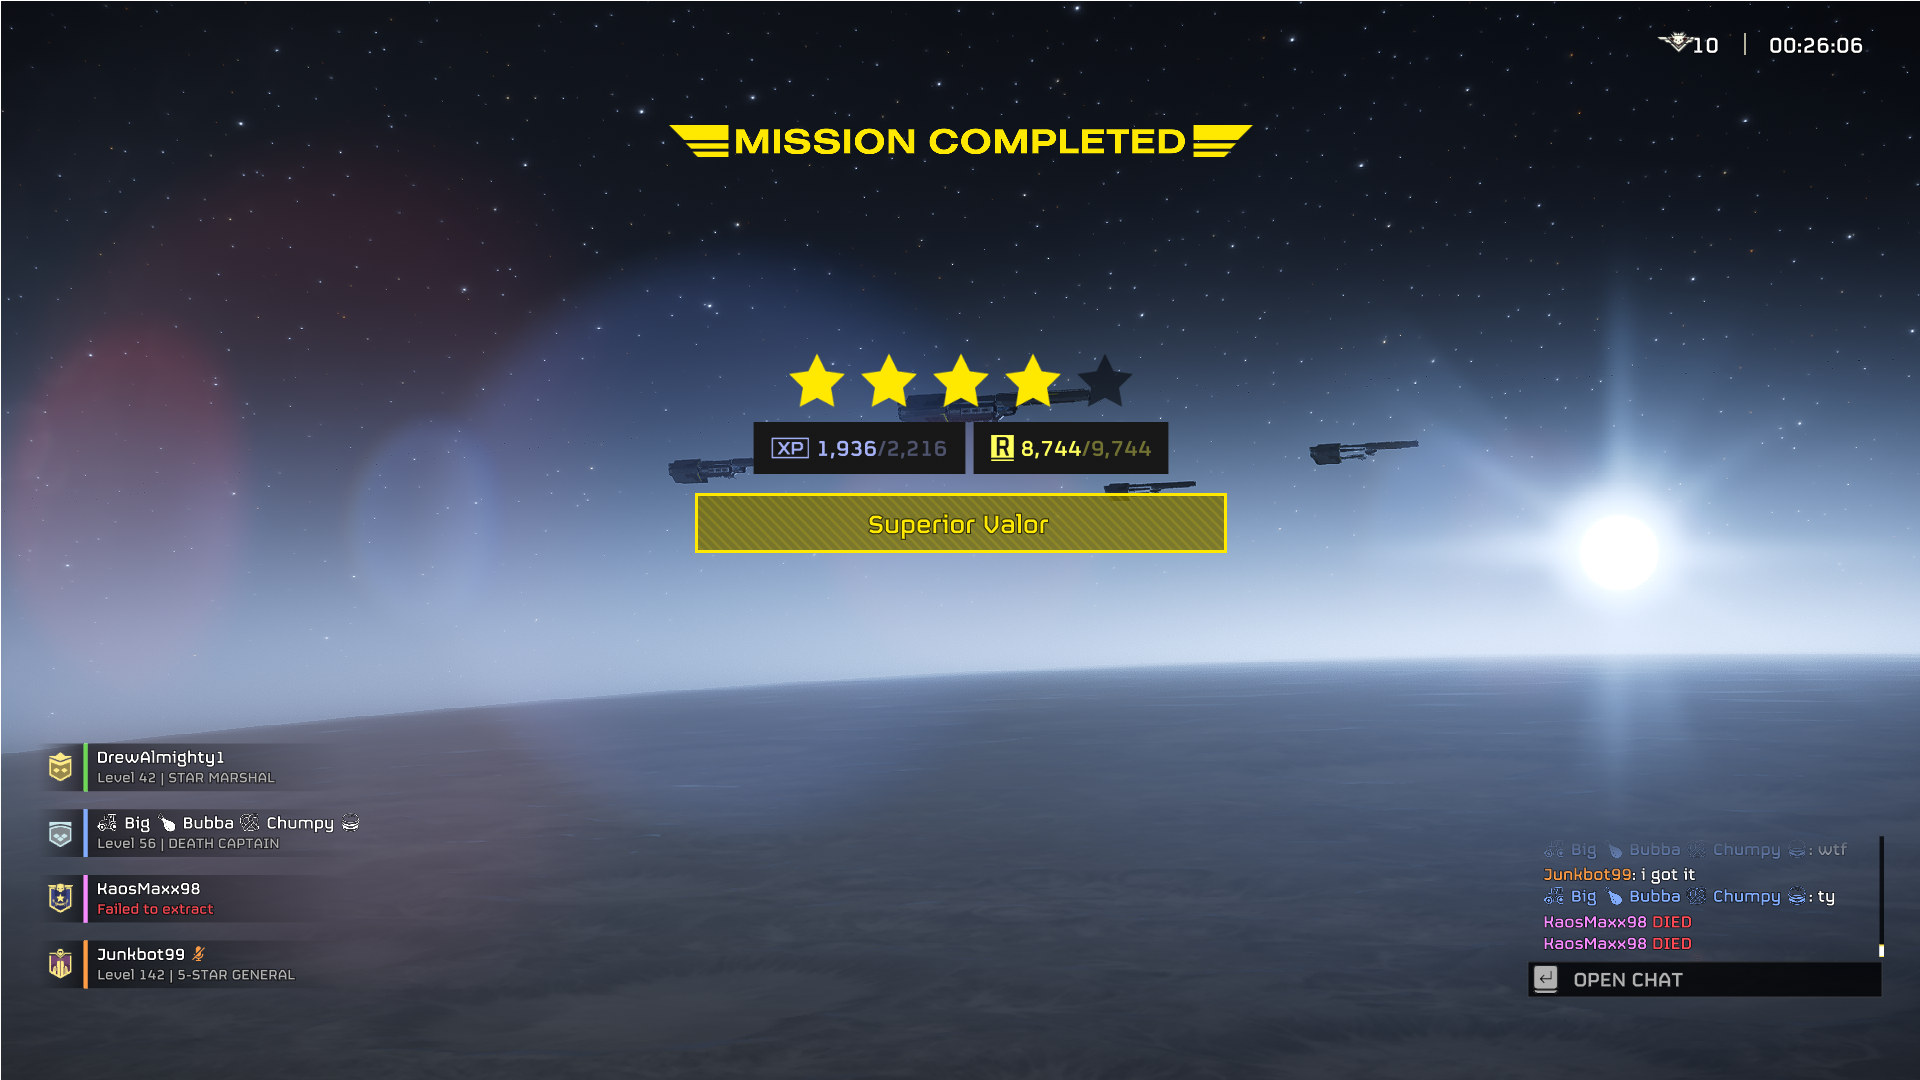 10 | 00:26:06
MISSION COMPLETED
XP 1,936/2,216
R 8,744/9,744
Superior Valor
DrewAlmighty1
Level 42 | STAR MARSHAL
Big Bubba Chumpy
Level 56 | DEATH CAPTAIN
KaosMaxx98
Failed to extract
Junkbot99
Level 142 | 5-STAR GENERAL
Big Bubba Chumpy : wtf
Junkbot99: i got it
Big Bubba Chumpy : ty
KaosMaxx98 DIED
KaosMaxx98 DIED
OPEN CHAT